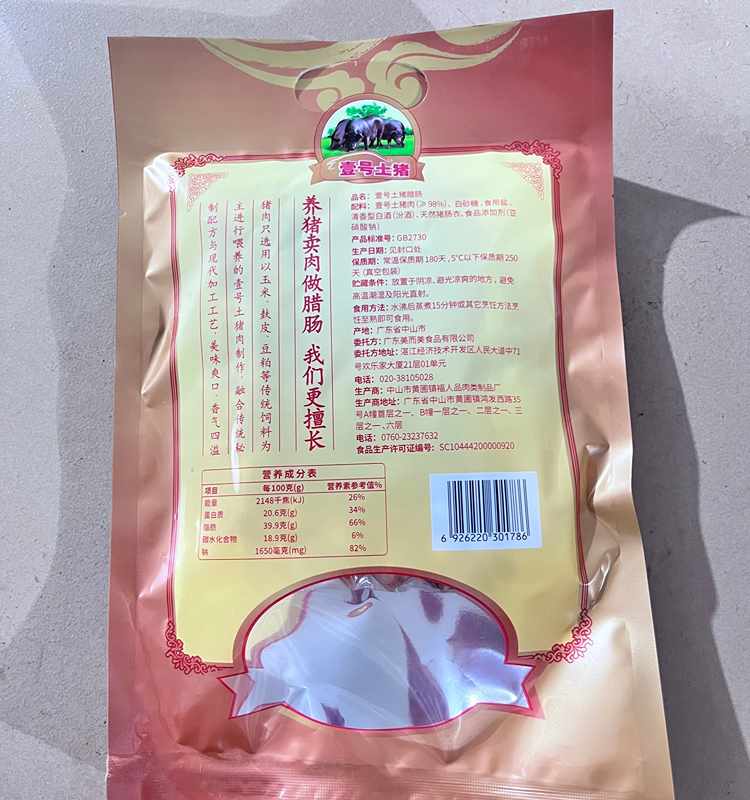 壹号土猪
养猪卖肉做腊肠 我们更擅长
猪肉只选用以玉米、麸皮、豆粕等传统饲料为
主进行喂养的壹号土猪肉制作，融合传统秘
制配方与现代加工工艺，美味爽口，香气四溢
品名：壹号土猪腊肠
配料：壹号土猪肉(≥98%)、白砂糖、食用盐、
清香型白酒(汾酒)、天然猪肠衣、食品添加剂(亚
硝酸钠)
产品标准号：GB2730
生产日期：见封口处
保质期：常温保质期180天，5℃以下保质期250
天(真空包装)
贮藏条件：放置于阴凉、避光凉爽的地方，避免
高温潮湿及阳光直射。
食用方法：水沸后蒸煮15分钟或其它烹饪方法烹
饪至熟即可食用。
产地：广东省中山市
委托方：广东美而美食品有限公司
委托方地址：湛江经济技术开发区人民大道中71
号欢乐家大厦21层01单元
电话：020-38105028
生产商：中山市黄圃镇福人品肉类制品厂
生产商地址：广东省中山市黄圃镇鸿发西路35
号A幢首层之一、B幢一层之一、二层之一、三
层之一、六层
电话：0760-23237632
食品生产许可证编号：SC10444200000920
营养成分表
项目 每100克(g) 营养素参考值%
能量 2148千焦(kJ) 26%
蛋白质 20.6克(g) 34%
脂肪 39.9克(g) 66%
碳水化合物 18.9克(g) 6%
钠 1650毫克(mg) 82%
6 926220 301786